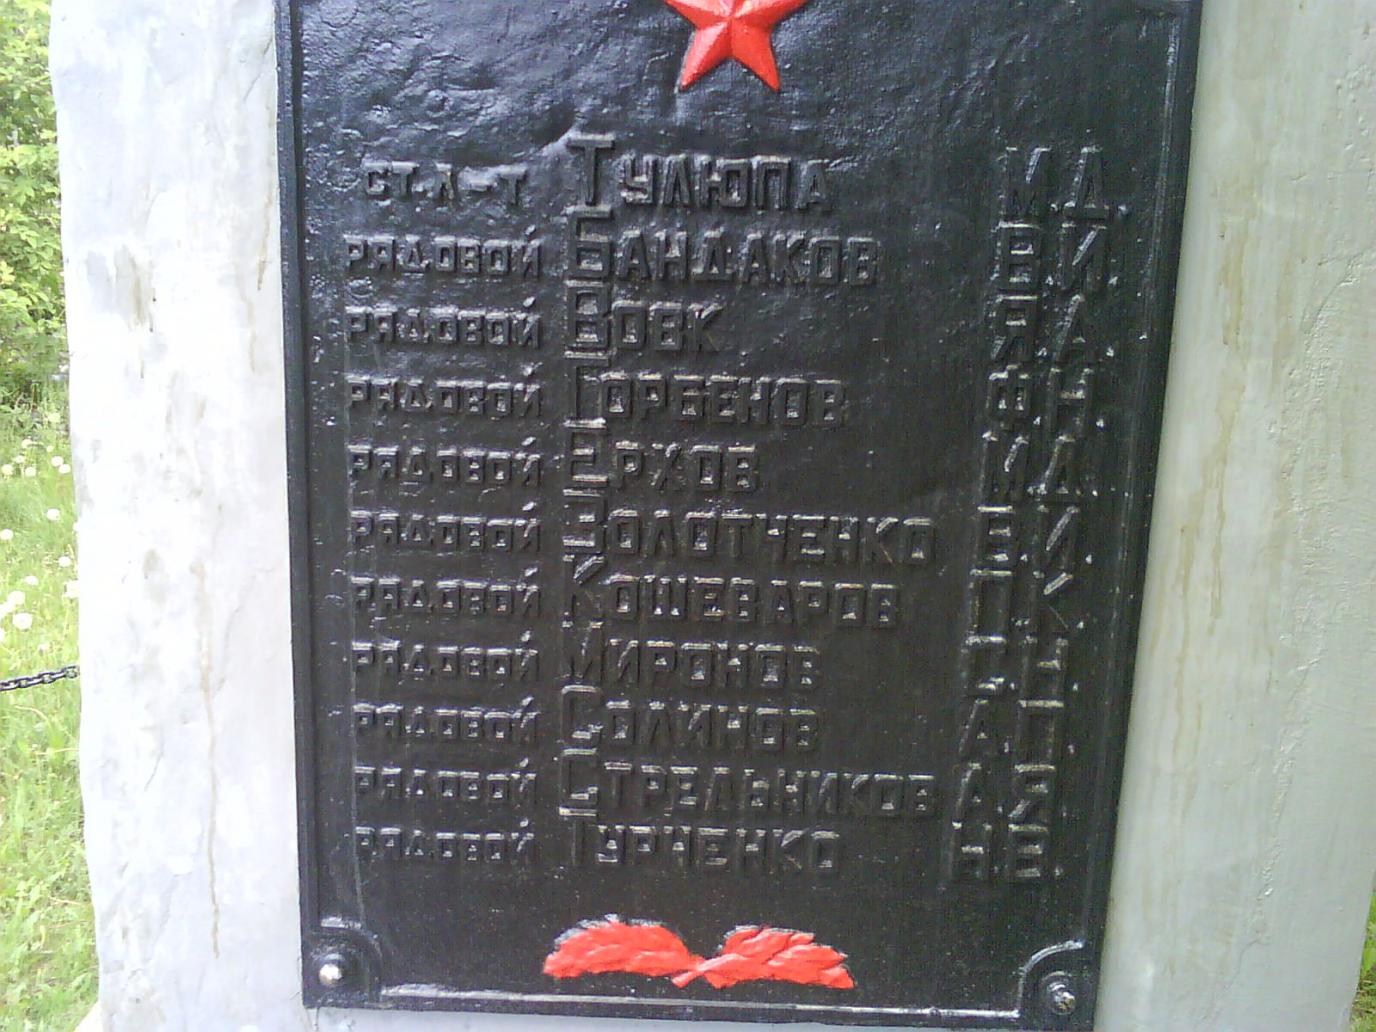 СТ.Л-Т ТУЛЮПА М.Д.
РЯДОВОЙ БАНДАКОВ В.И.
РЯДОВОЙ ВОВК Я.А.
РЯДОВОЙ ГОРБЕНОВ Ф.Н.
РЯДОВОЙ ЕРХОВ М.Д.
РЯДОВОЙ ЗОЛОТЧЕНКО Е.И.
РЯДОВОЙ КОШЕВАРОВ П.К.
РЯДОВОЙ МИРОНОВ С.Н.
РЯДОВОЙ СОЛИНОВ А.П.
РЯДОВОЙ СТРЕЛЬНИКОВ А.Я.
РЯДОВОЙ ТУРЧЕНКО Н.Е.